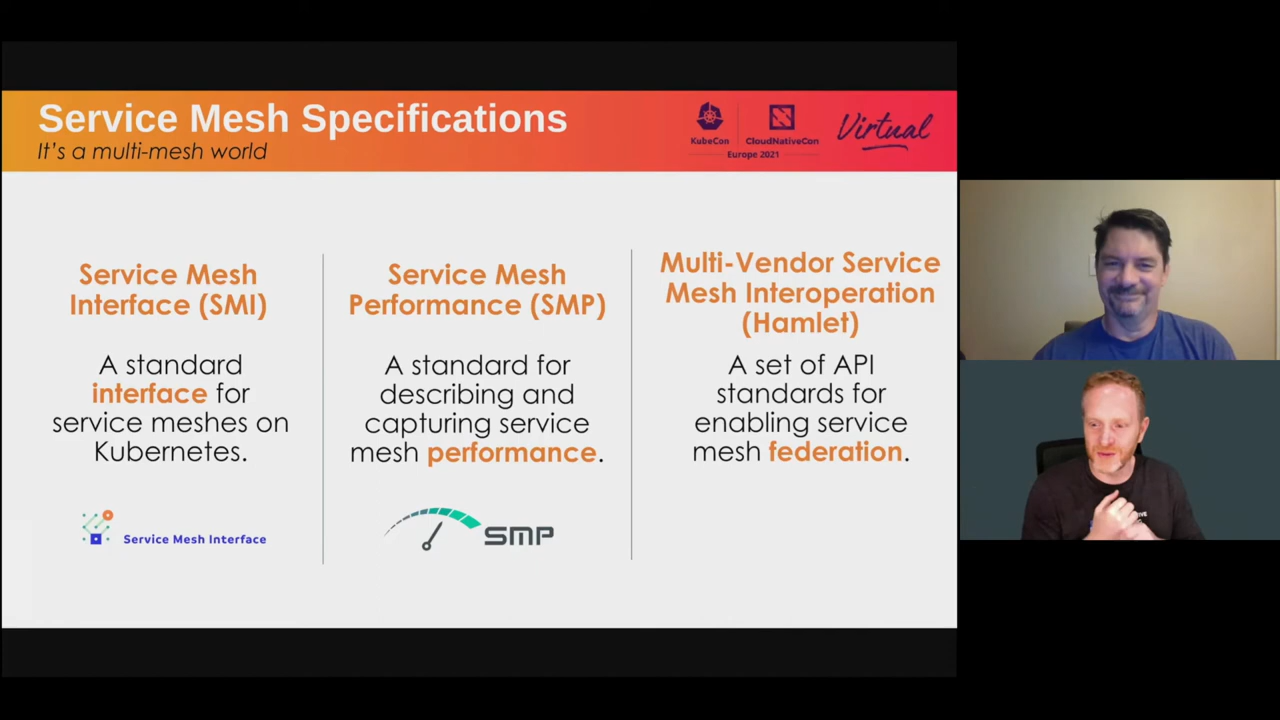 Service Mesh Specifications
It's a multi-mesh world
KubeCon
CloudNativeCon
Europe 2021
Virtual
Service Mesh
Interface (SMI)
A standard
interface for
service meshes on
Kubernetes.
Service Mesh Interface
Service Mesh
Performance (SMP)
A standard for
describing and
capturing service
mesh performance.
SMP
Multi-Vendor Service
Mesh Interoperation
(Hamlet)
A set of API
standards for
enabling service
mesh federation.